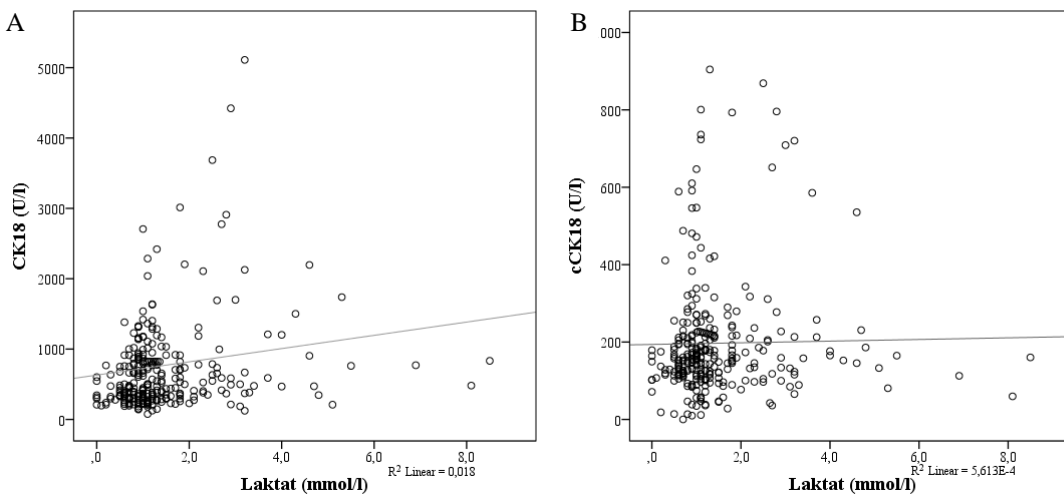 A
CK18 (U/l)
5000
4000
3000
2000
1000
0
,0
2,0
4,0
6,0
8,0
R² Linear = 0,018
Laktat (mmol/l)
B
cCK18 (U/l)
000
800
600
400
200
0
,0
2,0
4,0
6,0
8,0
R² Linear = 5,613E-4
Laktat (mmol/l)